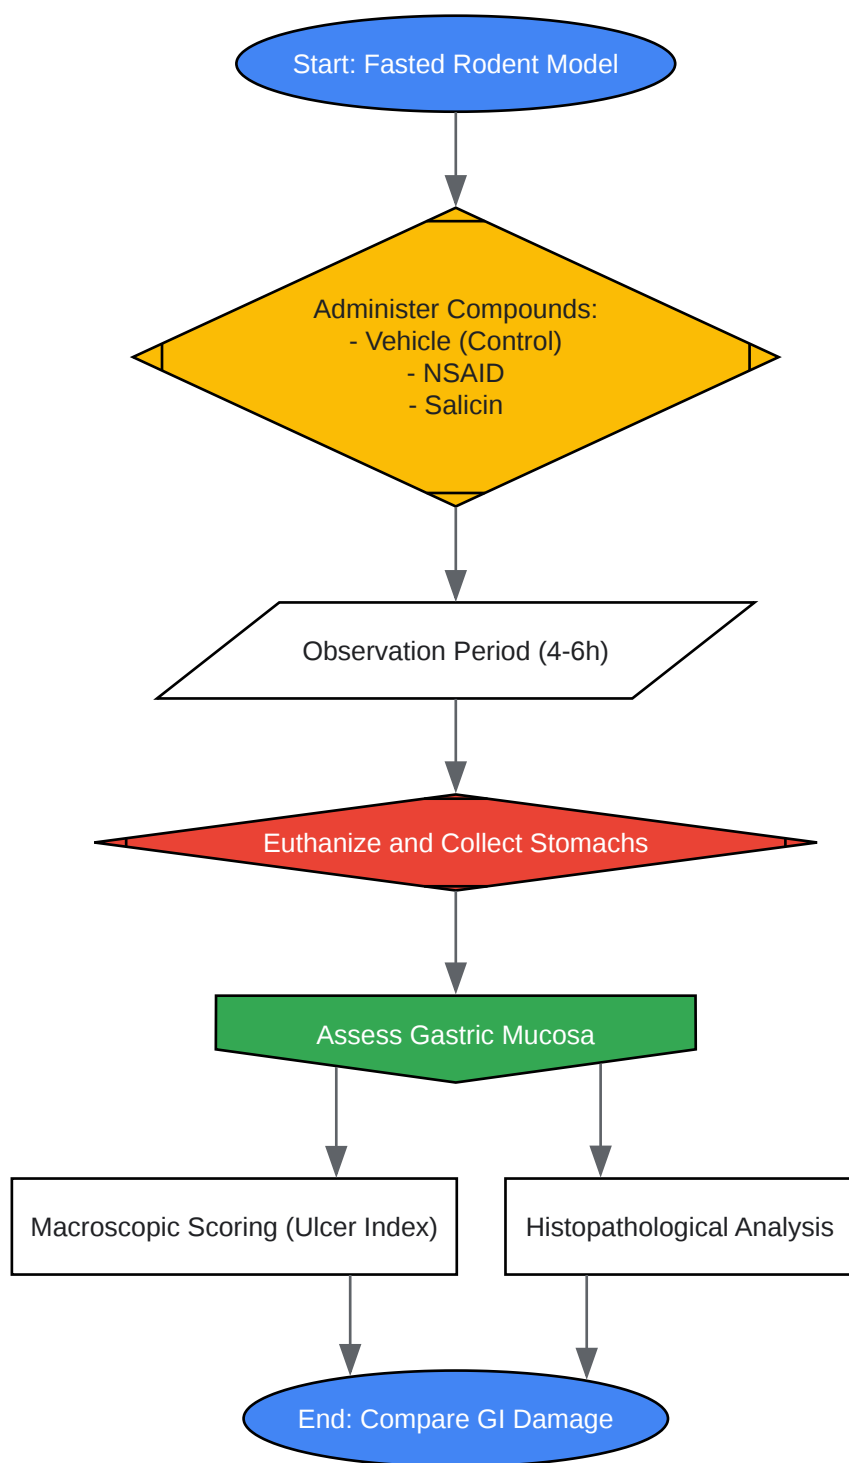 Start: Fasted Rodent Model
Administer Compounds:
- Vehicle (Control)
- NSAID
- Salicin
Observation Period (4-6h)
Euthanize and Collect Stomachs
Assess Gastric Mucosa
Macroscopic Scoring (Ulcer Index)
Histopathological Analysis
End: Compare GI Damage